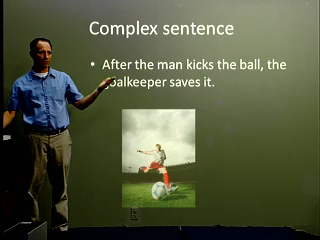 Complex sentence
• After the man kicks the ball, the
goalkeeper saves it.